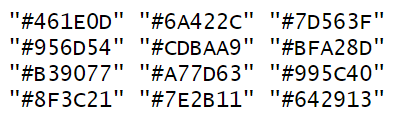 "#461E0D" "#6A422C" "#7D563F"
"#956D54" "#CDBAA9" "#BFA28D"
"#B39077" "#A77D63" "#995C40"
"#8F3C21" "#7E2B11" "#642913"